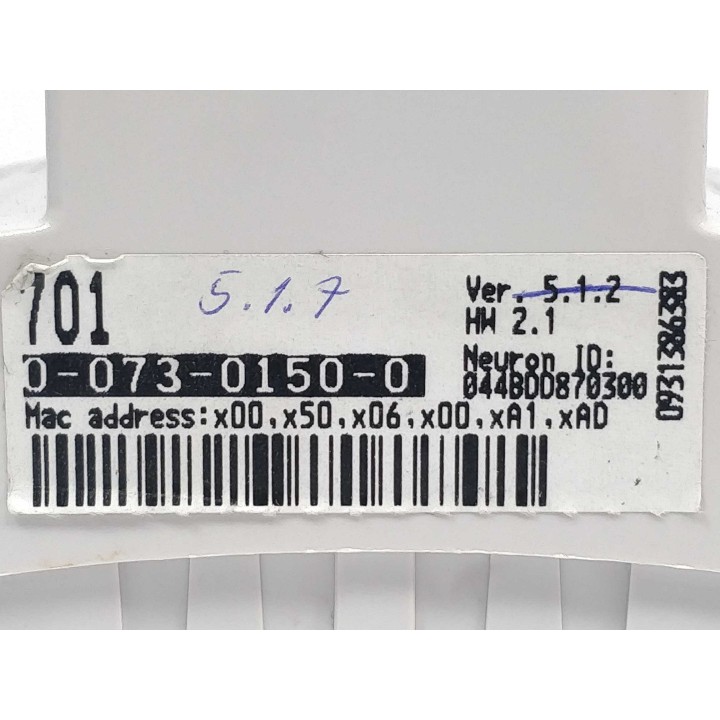 701
5.1.7
Ver. 5.1.2
HW 2.1
0-073-0150-0
Neuron ID:
044BDD870300
Mac address:x00,x50,x06,x00,xA1,xAD
0931386383